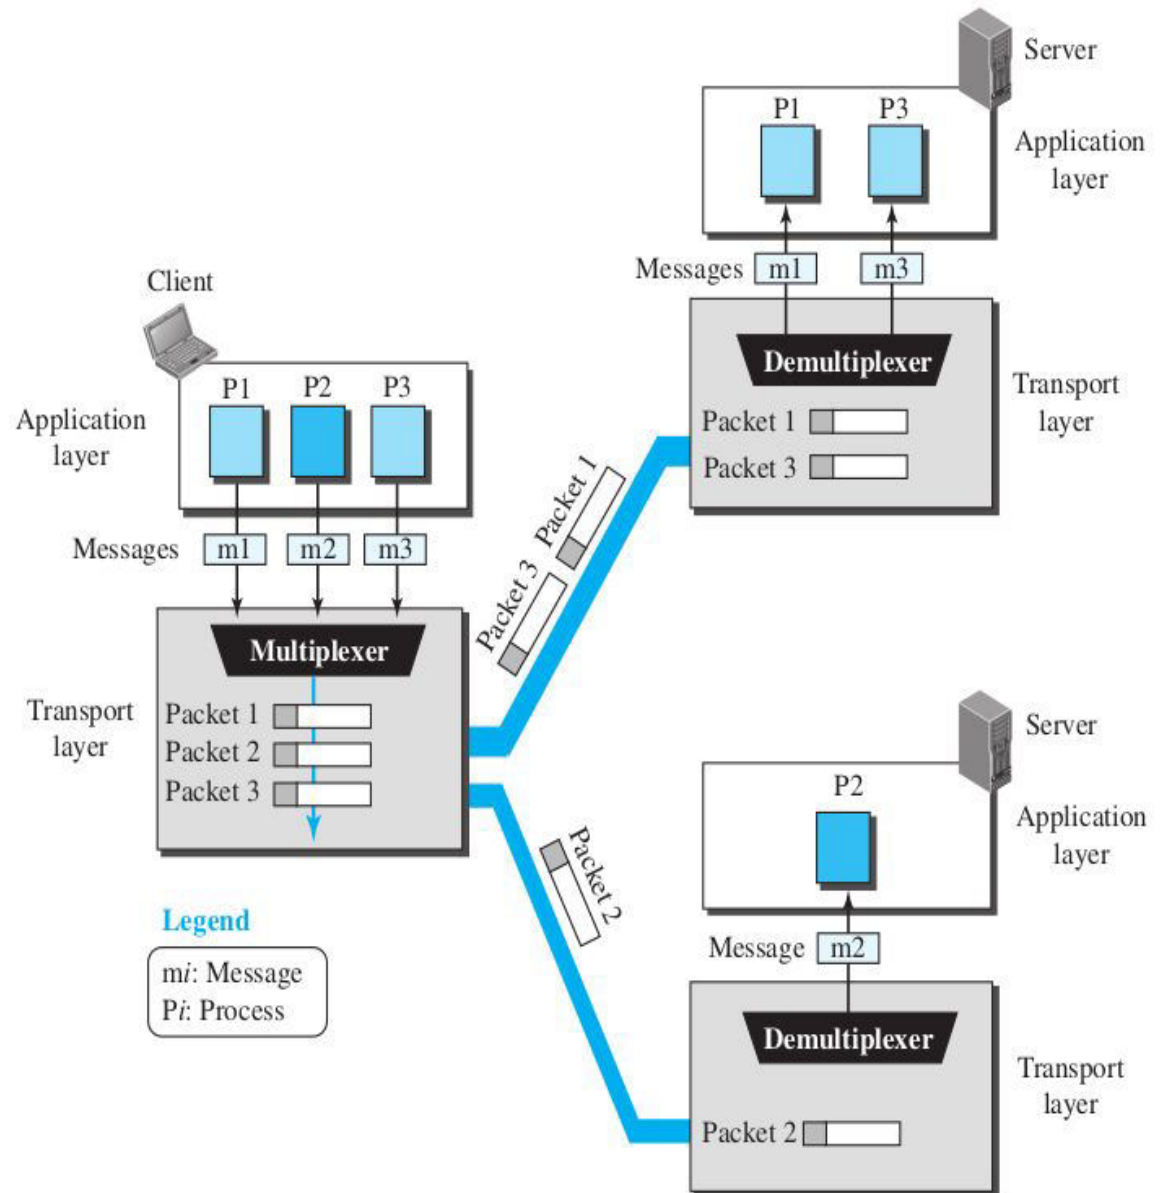 Server
P1 P3
Application
layer
Messages m1 m3
Client
Demultiplexer
P1 P2 P3
Application
layer
Transport
layer
Packet 1
Packet 3
Packet 1
Packet 3
Messages m1 m2 m3
Multiplexer
Transport
layer
Packet 1
Packet 2
Packet 3
Server
P2
Application
layer
Packet 2
Legend
mi: Message
Pi: Process
Message m2
Demultiplexer
Transport
layer
Packet 2